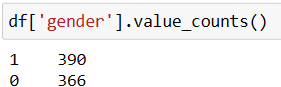 df['gender'].value_counts()
1    390
0    366